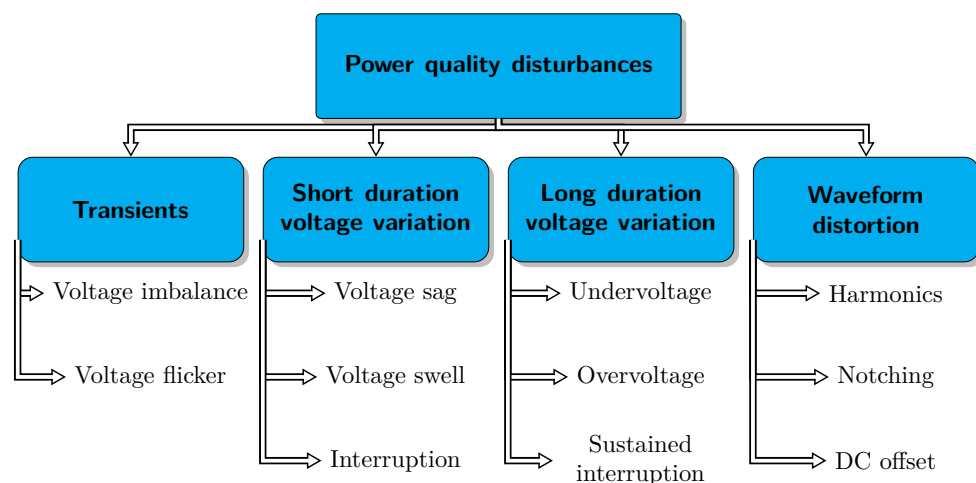 Power quality disturbances
Transients
Short duration
voltage variation
Long duration
voltage variation
Waveform
distortion
Voltage imbalance
Voltage sag
Undervoltage
Harmonics
Voltage flicker
Voltage swell
Overvoltage
Notching
Interruption
Sustained
interruption
DC offset